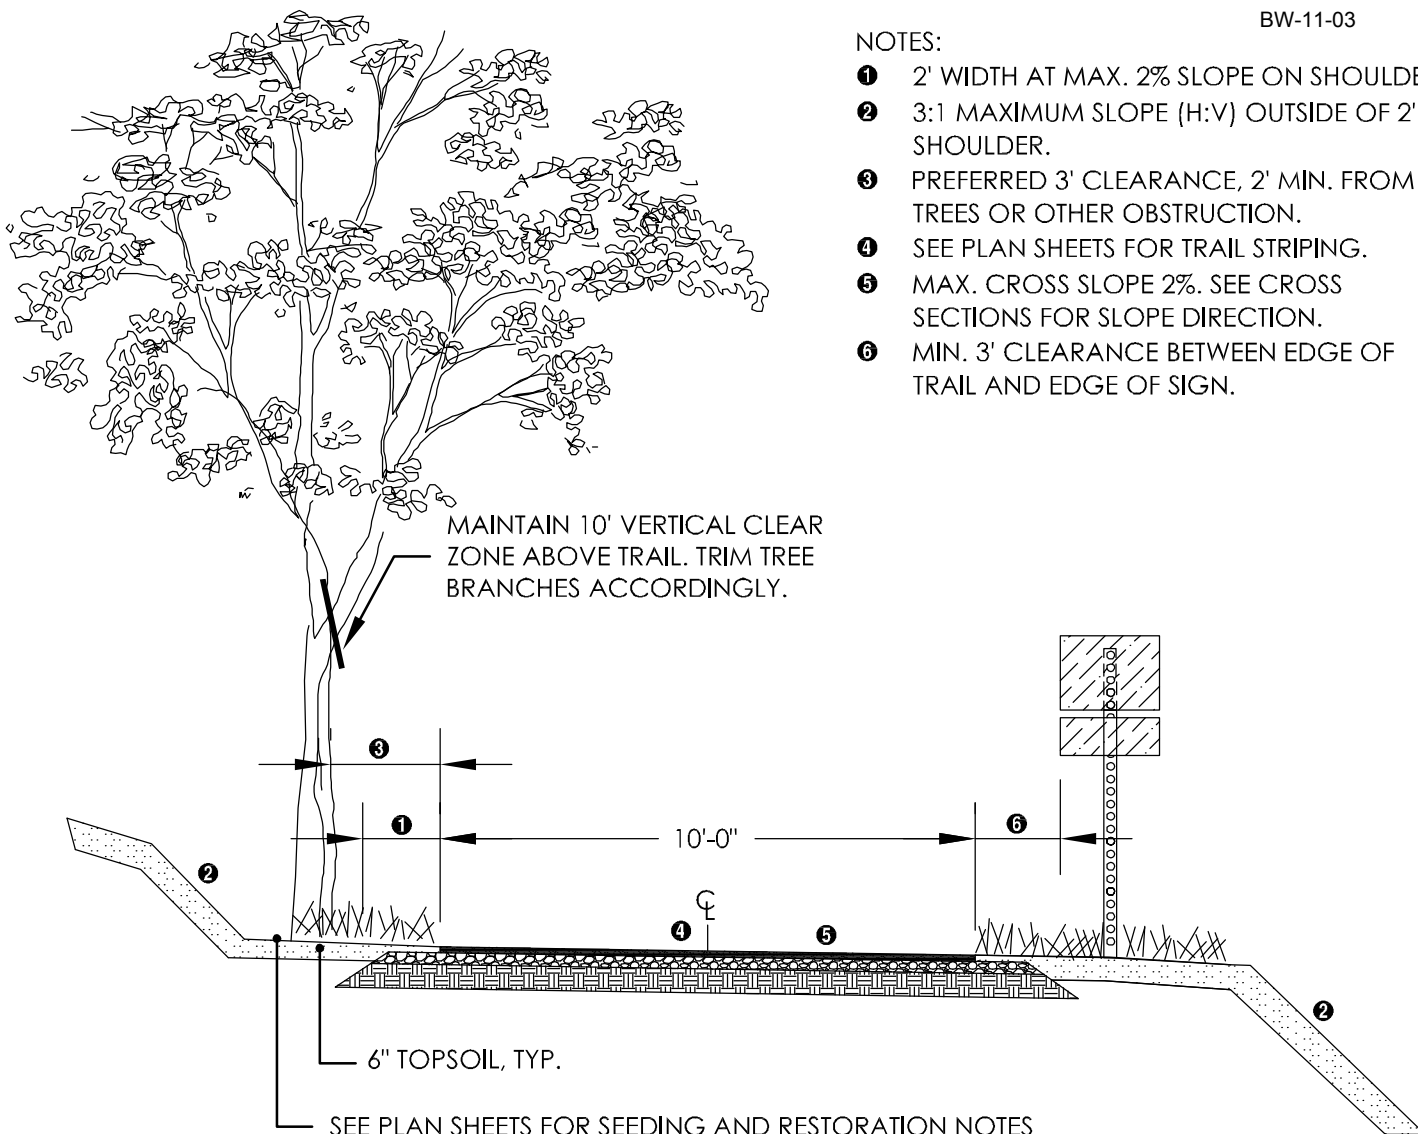 BW-11-03
NOTES:
❶ 2' WIDTH AT MAX. 2% SLOPE ON SHOULDE
❷ 3:1 MAXIMUM SLOPE (H:V) OUTSIDE OF 2'
SHOULDER.
❸ PREFERRED 3' CLEARANCE, 2' MIN. FROM
TREES OR OTHER OBSTRUCTION.
❹ SEE PLAN SHEETS FOR TRAIL STRIPING.
❺ MAX. CROSS SLOPE 2%. SEE CROSS
SECTIONS FOR SLOPE DIRECTION.
❻ MIN. 3' CLEARANCE BETWEEN EDGE OF
TRAIL AND EDGE OF SIGN.
MAINTAIN 10' VERTICAL CLEAR
ZONE ABOVE TRAIL. TRIM TREE
BRANCHES ACCORDINGLY.
❸
❶
10'-0"
❻
❷
℄
❹
❺
❷
6" TOPSOIL, TYP.
SEE PLAN SHEETS FOR SEEDING AND RESTORATION NOTES